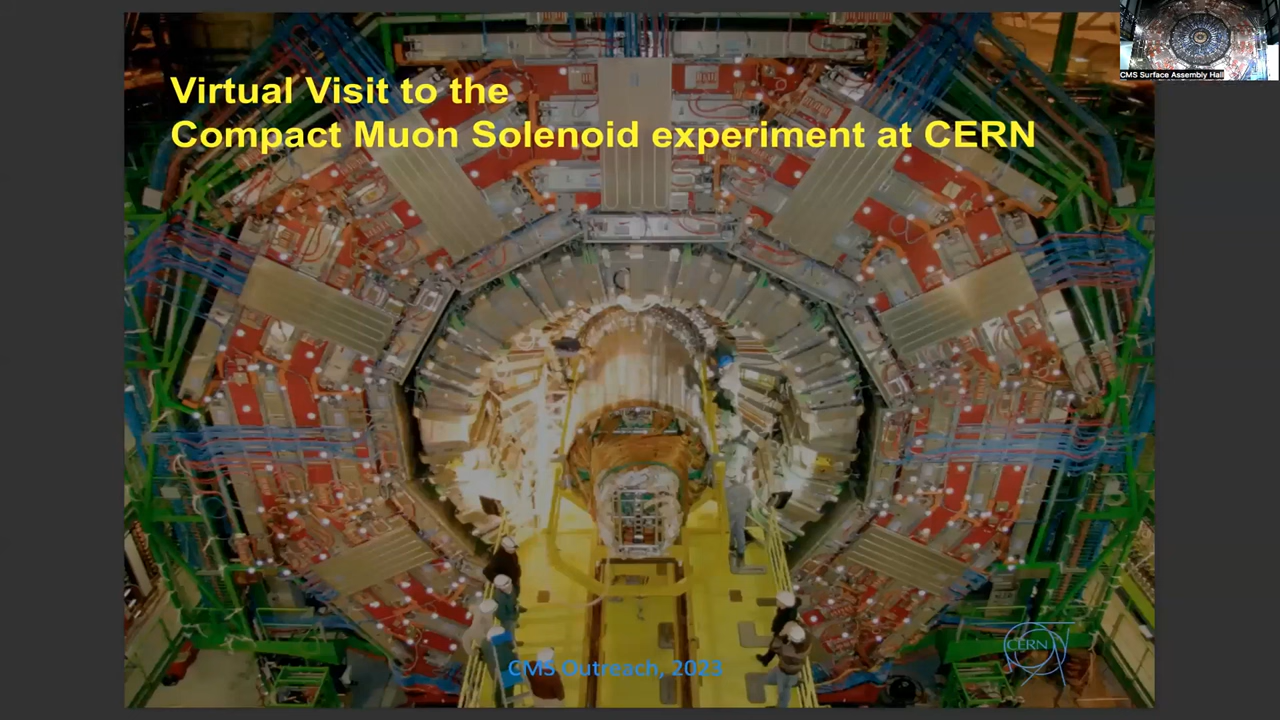 Virtual Visit to the
Compact Muon Solenoid experiment at CERN
CMS Surface Assembly Hall
CMS Outreach, 2023
CERN